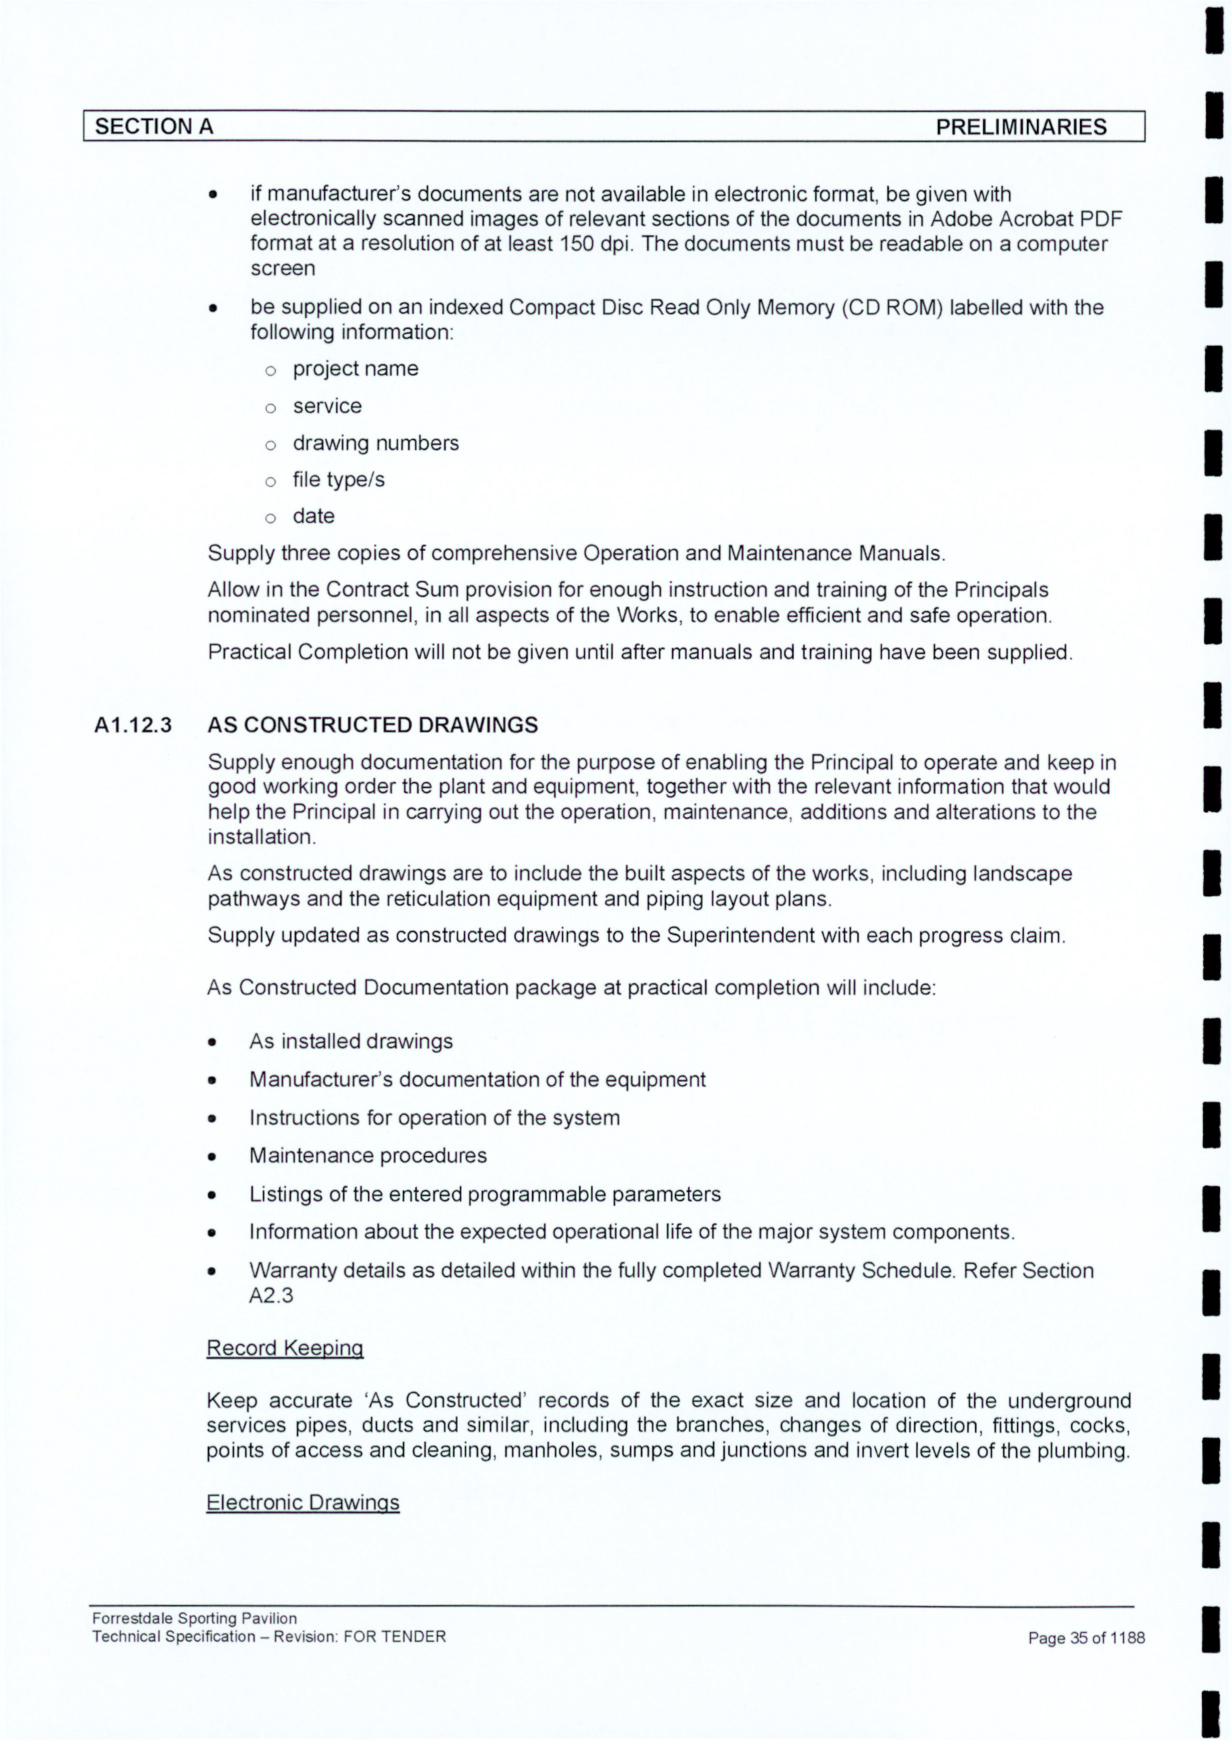 SECTION A PRELIMINARIES
• if manufacturer's documents are not available in electronic format, be given with
electronically scanned images of relevant sections of the documents in Adobe Acrobat PDF
format at a resolution of at least 150 dpi. The documents must be readable on a computer
screen
• be supplied on an indexed Compact Disc Read Only Memory (CD ROM) labelled with the
following information:
o project name
o service
o drawing numbers
o file type/s
o date
Supply three copies of comprehensive Operation and Maintenance Manuals.
Allow in the Contract Sum provision for enough instruction and training of the Principals
nominated personnel, in all aspects of the Works, to enable efficient and safe operation.
Practical Completion will not be given until after manuals and training have been supplied.
A1.12.3 AS CONSTRUCTED DRAWINGS
Supply enough documentation for the purpose of enabling the Principal to operate and keep in
good working order the plant and equipment, together with the relevant information that would
help the Principal in carrying out the operation, maintenance, additions and alterations to the
installation.
As constructed drawings are to include the built aspects of the works, including landscape
pathways and the reticulation equipment and piping layout plans.
Supply updated as constructed drawings to the Superintendent with each progress claim.
As Constructed Documentation package at practical completion will include:
• As installed drawings
• Manufacturer's documentation of the equipment
• Instructions for operation of the system
• Maintenance procedures
• Listings of the entered programmable parameters
• Information about the expected operational life of the major system components.
• Warranty details as detailed within the fully completed Warranty Schedule. Refer Section
A2.3
Record Keeping
Keep accurate 'As Constructed' records of the exact size and location of the underground
services pipes, ducts and similar, including the branches, changes of direction, fittings, cocks,
points of access and cleaning, manholes, sumps and junctions and invert levels of the plumbing.
Electronic Drawings
Forrestdale Sporting Pavilion
Technical Specification – Revision: FOR TENDER Page 35 of 1188